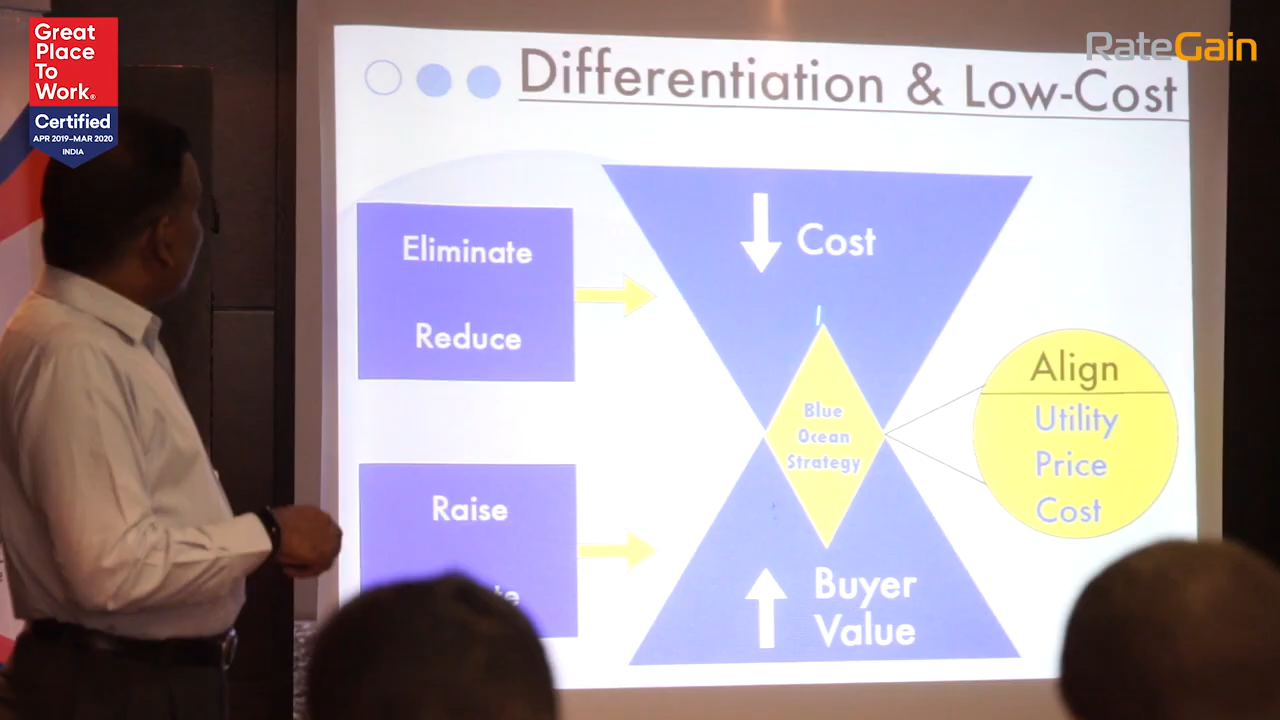 Great
Place
To
Work.
Certified
APR 2019–MAR 2020
INDIA
RateGain
Differentiation & Low-Cost
Eliminate
Reduce
Cost
Blue
Ocean
Strategy
Align
Utility
Price
Cost
Raise
Buyer
Value